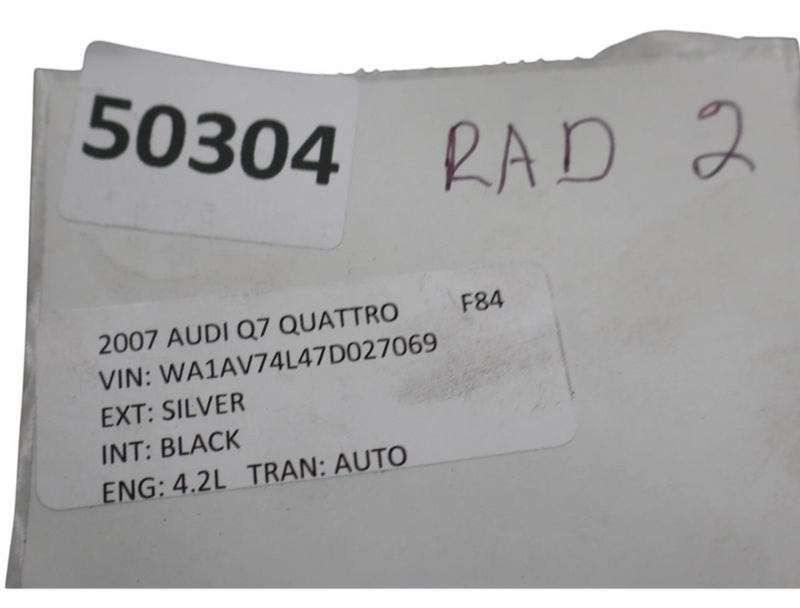 50304
RAD 2
2007 AUDI Q7 QUATTRO F84
VIN: WA1AV74L47D027069
EXT: SILVER
INT: BLACK
ENG: 4.2L TRAN: AUTO